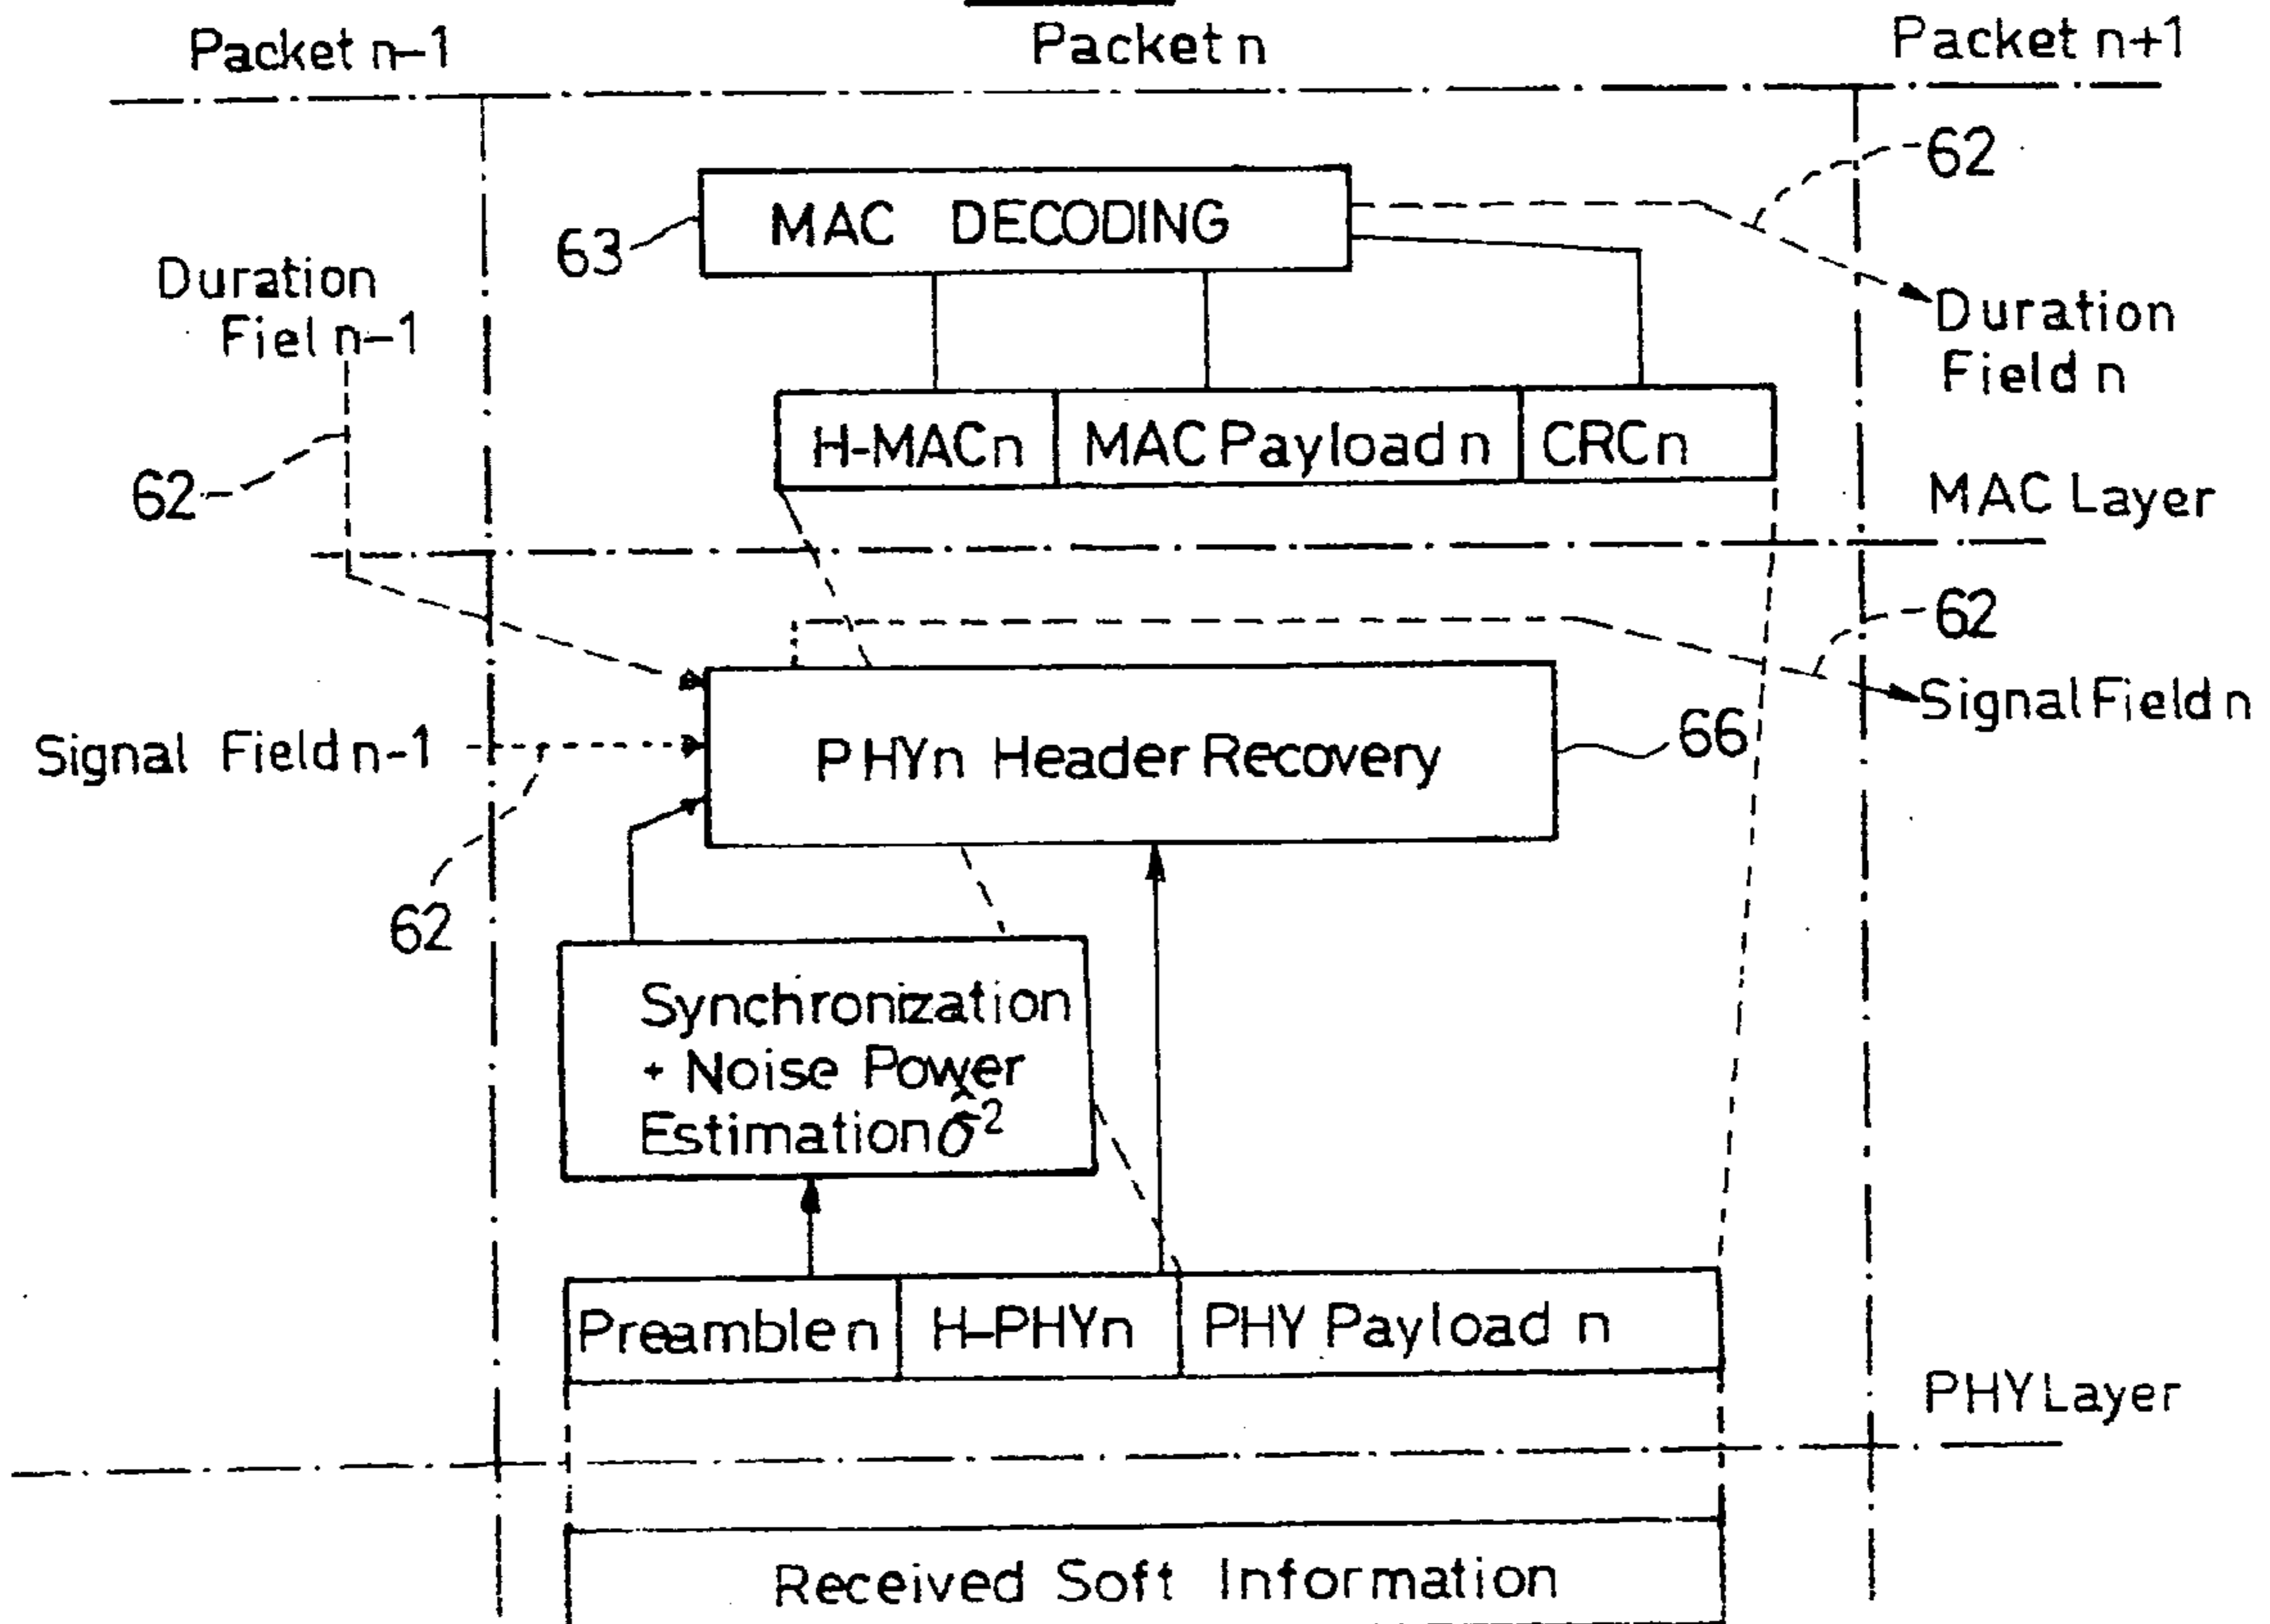 Packet n-1
Packet n
Packet n+1
62
MAC DECODING
63
Duration
Fiel n-1
Duration
Field n
H-MACn
MAC Payload n
CRCn
62
MAC Layer
62
Signal Field n
Signal Field n-1
PHYn Header Recovery
66
62
Synchronization
+ Noise Power
Estimation σ̂²
Preamble n
H-PHYn
PHY Payload n
PHY Layer
Received Soft Information